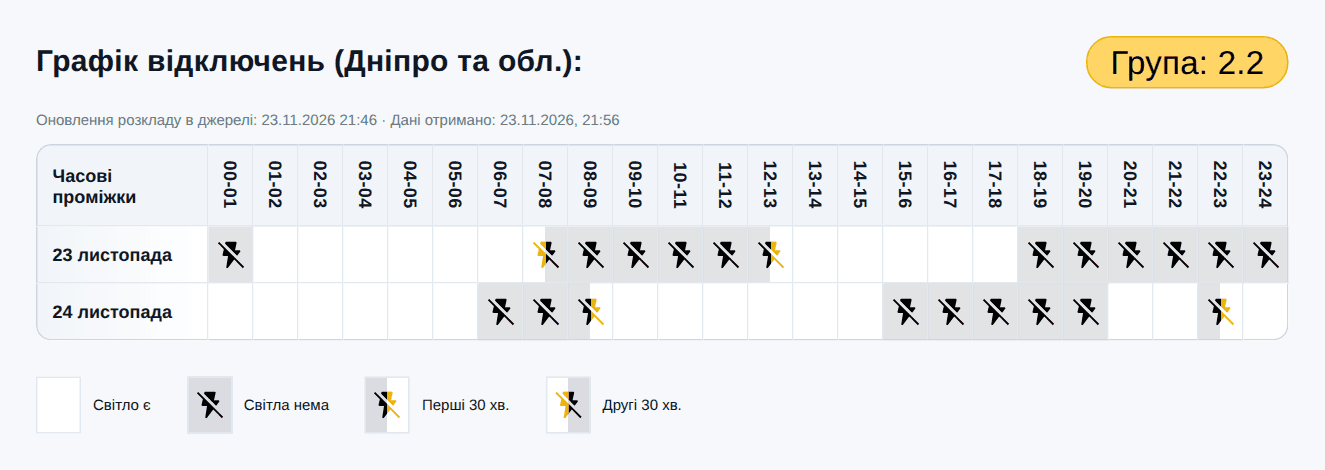 Графік відключень (Дніпро та обл.):
Група: 2.2
Оновлення розкладу в джерелі: 23.11.2026 21:46 · Дані отримано: 23.11.2026, 21:56
Часові
проміжки
00-01
01-02
02-03
03-04
04-05
05-06
06-07
07-08
08-09
09-10
10-11
11-12
12-13
13-14
14-15
15-16
16-17
17-18
18-19
19-20
20-21
21-22
22-23
23-24
23 листопада
24 листопада
Світло є
Світла нема
Перші 30 хв.
Другі 30 хв.